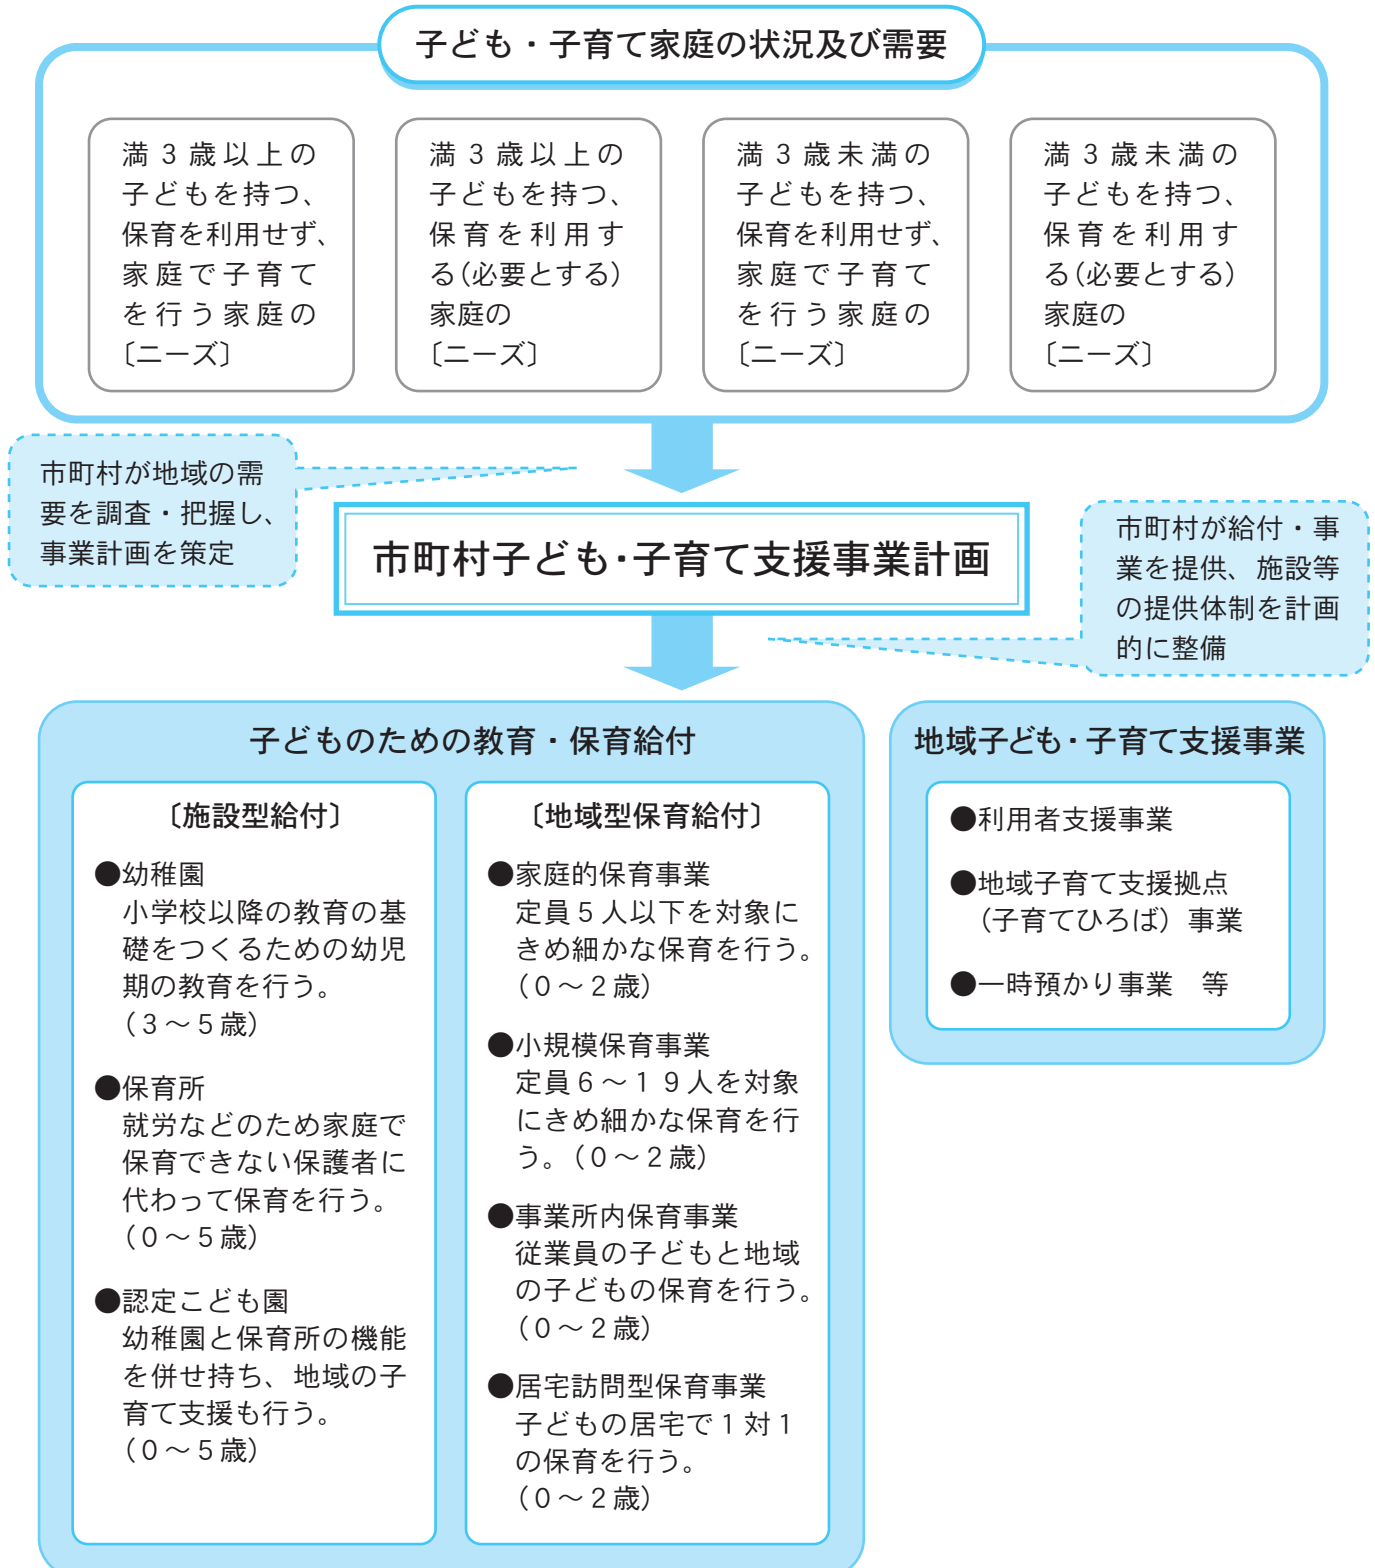 子ども・子育て家庭の状況及び需要
満３歳以上の
子どもを持つ、
保育を利用せず、
家庭で子育て
を行う家庭の
〔ニーズ〕
満３歳以上の
子どもを持つ、
保育を利用す
る(必要とする)
家庭の
〔ニーズ〕
満３歳未満の
子どもを持つ、
保育を利用せず、
家庭で子育て
を行う家庭の
〔ニーズ〕
満３歳未満の
子どもを持つ、
保育を利用す
る(必要とする)
家庭の
〔ニーズ〕
市町村が地域の需
要を調査・把握し、
事業計画を策定
市町村子ども・子育て支援事業計画
市町村が給付・事
業を提供、施設等
の提供体制を計画
的に整備
子どものための教育・保育給付
〔施設型給付〕
●幼稚園
小学校以降の教育の基
礎をつくるための幼児
期の教育を行う。
（３～５歳）
●保育所
就労などのため家庭で
保育できない保護者に
代わって保育を行う。
（０～５歳）
●認定こども園
幼稚園と保育所の機能
を併せ持ち、地域の子
育て支援も行う。
（０～５歳）
〔地域型保育給付〕
●家庭的保育事業
定員５人以下を対象に
きめ細かな保育を行う。
（０～２歳）
●小規模保育事業
定員６～１９人を対象
にきめ細かな保育を行
う。（０～２歳）
●事業所内保育事業
従業員の子どもと地域
の子どもの保育を行う。
（０～２歳）
●居宅訪問型保育事業
子どもの居宅で１対１
の保育を行う。
（０～２歳）
地域子ども・子育て支援事業
●利用者支援事業
●地域子育て支援拠点
（子育てひろば）事業
●一時預かり事業　等